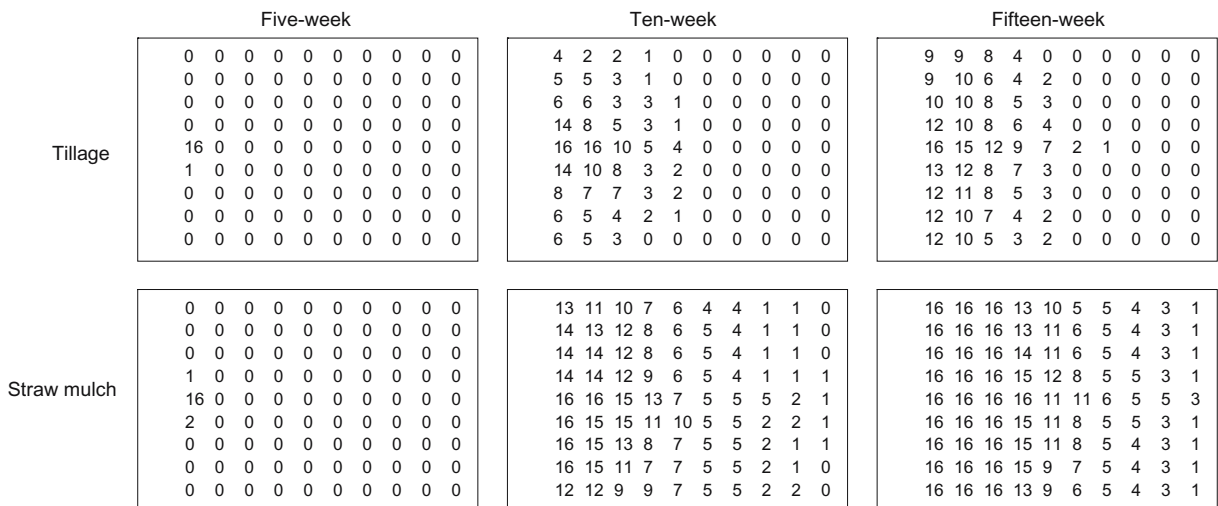 Five-week Ten-week Fifteen-week
0 0 0 0 0 0 0 0 0 0 4 2 2 1 0 0 0 0 0 0 9 9 8 4 0 0 0 0 0 0
0 0 0 0 0 0 0 0 0 0 5 5 3 1 0 0 0 0 0 0 9 10 6 4 2 0 0 0 0 0
0 0 0 0 0 0 0 0 0 0 6 6 3 3 1 0 0 0 0 0 10 10 8 5 3 0 0 0 0 0
0 0 0 0 0 0 0 0 0 0 14 8 5 3 1 0 0 0 0 0 12 10 8 6 4 0 0 0 0 0
Tillage 16 0 0 0 0 0 0 0 0 0 16 16 10 5 4 0 0 0 0 0 16 15 12 9 7 2 1 0 0 0
1 0 0 0 0 0 0 0 0 0 14 10 8 3 2 0 0 0 0 0 13 12 8 7 3 0 0 0 0 0
0 0 0 0 0 0 0 0 0 0 8 7 7 3 2 0 0 0 0 0 12 11 8 5 3 0 0 0 0 0
0 0 0 0 0 0 0 0 0 0 6 5 4 2 1 0 0 0 0 0 12 10 7 4 2 0 0 0 0 0
0 0 0 0 0 0 0 0 0 0 6 5 3 0 0 0 0 0 0 0 12 10 5 3 2 0 0 0 0 0
0 0 0 0 0 0 0 0 0 0 13 11 10 7 6 4 4 1 1 0 16 16 16 13 10 5 5 4 3 1
0 0 0 0 0 0 0 0 0 0 14 13 12 8 6 5 4 1 1 0 16 16 16 13 11 6 5 4 3 1
0 0 0 0 0 0 0 0 0 0 14 14 12 8 6 5 4 1 1 0 16 16 16 14 11 6 5 4 3 1
1 0 0 0 0 0 0 0 0 0 14 14 12 9 6 5 4 1 1 1 16 16 16 15 12 8 5 5 3 1
Straw mulch 16 0 0 0 0 0 0 0 0 0 16 16 15 13 7 5 5 5 2 1 16 16 16 16 11 11 6 5 5 3
2 0 0 0 0 0 0 0 0 0 16 15 15 11 10 5 5 2 2 1 16 16 16 15 11 8 5 5 3 1
0 0 0 0 0 0 0 0 0 0 16 15 13 8 7 5 5 2 1 1 16 16 16 15 11 8 5 4 3 1
0 0 0 0 0 0 0 0 0 0 16 15 11 7 7 5 5 2 1 0 16 16 16 15 9 7 5 4 3 1
0 0 0 0 0 0 0 0 0 0 12 12 9 9 7 5 5 2 2 0 16 16 16 13 9 6 5 4 3 1